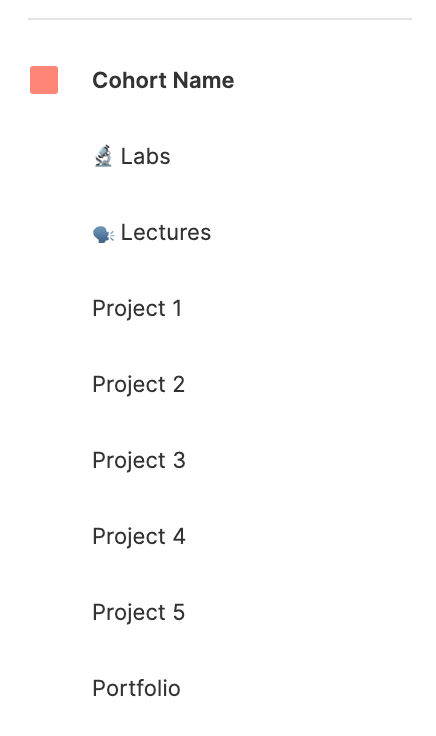 Cohort Name
🔬 Labs
🗣️ Lectures
Project 1
Project 2
Project 3
Project 4
Project 5
Portfolio